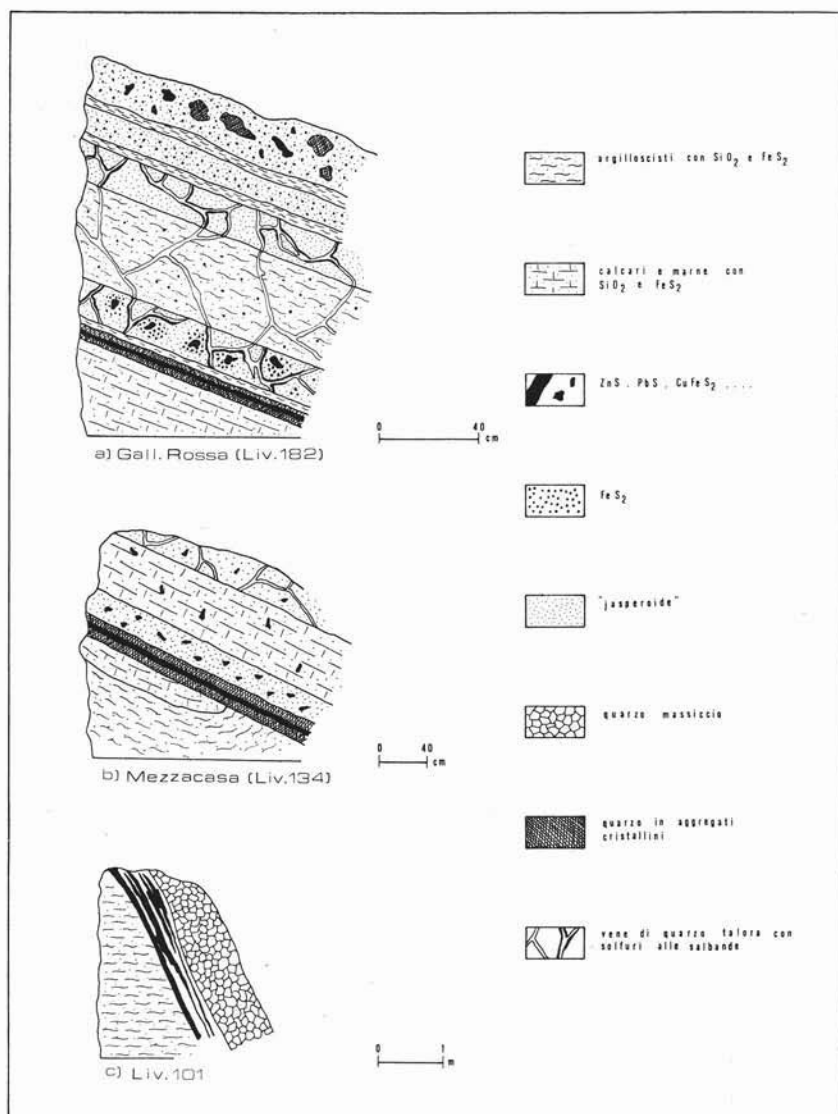 argilloscisti con SiO2 e FeS2
calcari e marne con
SiO2 e FeS2
ZnS, PbS, CuFeS2 ....
0 40
cm
a) Gall. Rossa (Liv.182)
FeS2
"jasperoide"
quarzo massiccio
0 40
cm
b) Mezzacasa (Liv.134)
quarzo in aggregati
cristallini
vene di quarzo talora con
solfuri alle salbande
0 1
m
c) Liv.101